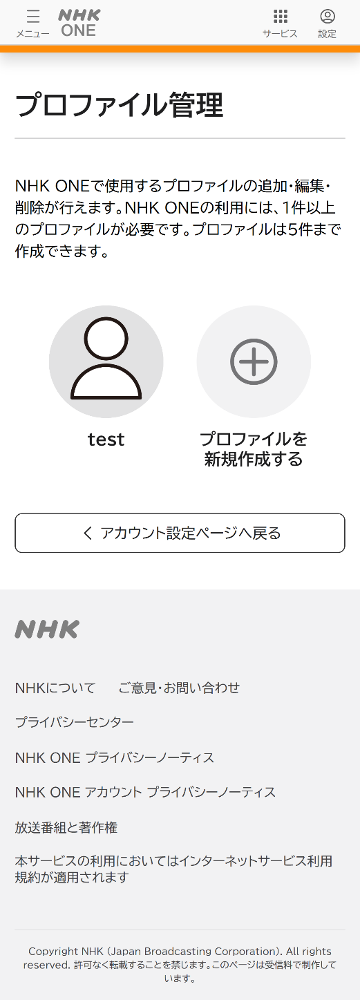 メニュー
NHK
ONE
サービス
設定
プロファイル管理
NHK ONEで使用するプロファイルの追加・編集・
削除が行えます。NHK ONEの利用には、1件以上
のプロファイルが必要です。プロファイルは5件まで
作成できます。
test
プロファイルを
新規作成する
アカウント設定ページへ戻る
NHK
NHKについて ご意見・お問い合わせ
プライバシーセンター
NHK ONE プライバシーノーティス
NHK ONE アカウント プライバシーノーティス
放送番組と著作権
本サービスの利用においてはインターネットサービス利用
規約が適用されます
Copyright NHK (Japan Broadcasting Corporation). All rights
reserved. 許可なく転載することを禁じます。このページは受信料で制作して
います。